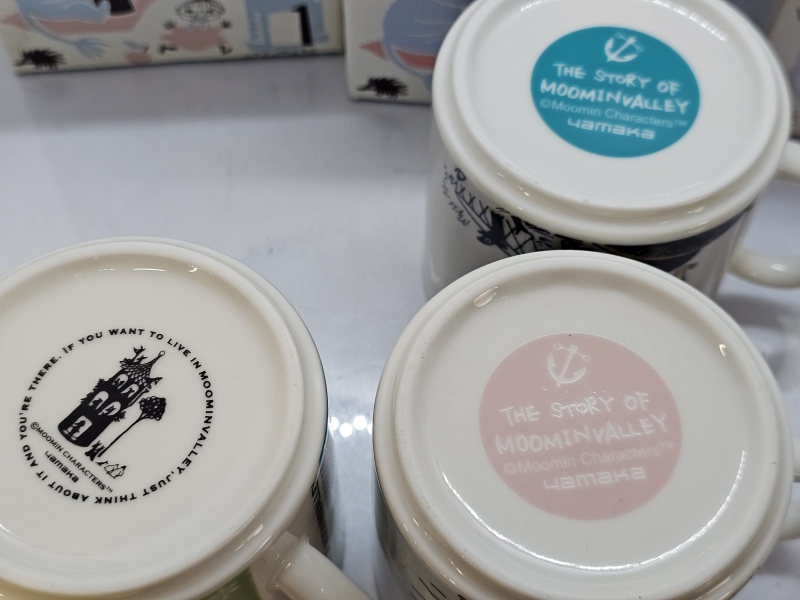 THE STORY OF
MOOMINVALLEY
©Moomin Characters™
yamaka
IF YOU WANT TO LIVE IN MOOMINVALLEY. JUST THINK ABOUT IT AND YOU'RE THERE.
©MOOMIN CHARACTERS™
yamaka
THE STORY OF
MOOMINVALLEY
©Moomin Characters™
yamaka